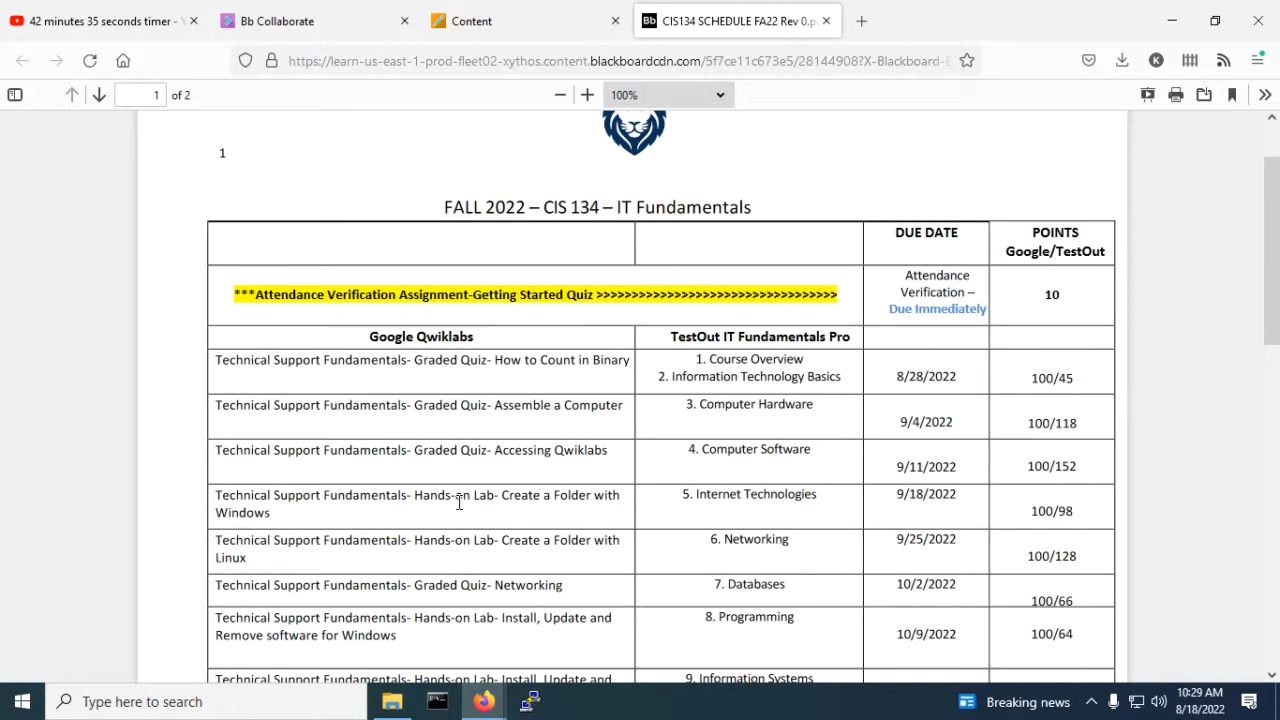 42 minutes 35 seconds timer - Y
Bb Collaborate
Content
Bb CIS134 SCHEDULE FA22 Rev 0.p
https://learn-us-east-1-prod-fleet02-xythos.content.blackboardcdn.com/5f7ce11c673e5/28144908?X-Blackboard-E
K
1 of 2
100%
1
FALL 2022 – CIS 134 – IT Fundamentals
DUE DATE
POINTS
Google/TestOut
***Attendance Verification Assignment-Getting Started Quiz >>>>>>>>>>>>>>>>>>>>>>>>>>>>>>>>>>
Attendance
Verification –
Due Immediately
10
Google Qwiklabs
TestOut IT Fundamentals Pro
Technical Support Fundamentals- Graded Quiz- How to Count in Binary
1. Course Overview
2. Information Technology Basics
8/28/2022
100/45
Technical Support Fundamentals- Graded Quiz- Assemble a Computer
3. Computer Hardware
9/4/2022
100/118
Technical Support Fundamentals- Graded Quiz- Accessing Qwiklabs
4. Computer Software
9/11/2022
100/152
Technical Support Fundamentals- Hands-on Lab- Create a Folder with
Windows
5. Internet Technologies
9/18/2022
100/98
Technical Support Fundamentals- Hands-on Lab- Create a Folder with
Linux
6. Networking
9/25/2022
100/128
Technical Support Fundamentals- Graded Quiz- Networking
7. Databases
10/2/2022
100/66
Technical Support Fundamentals- Hands-on Lab- Install, Update and
Remove software for Windows
8. Programming
10/9/2022
100/64
Technical Support Fundamentals- Hands-on Lab- Install, Update and
9. Information Systems
Type here to search
Breaking news
10:29 AM
8/18/2022